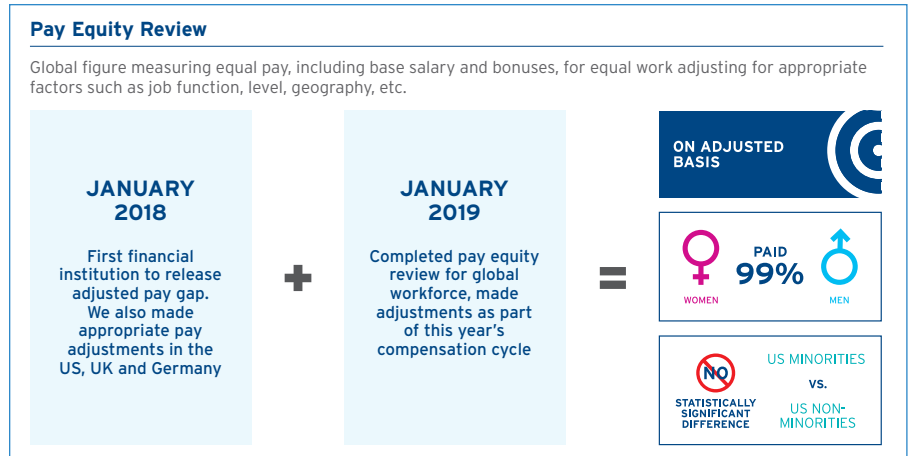 Pay Equity Review
Global figure measuring equal pay, including base salary and bonuses, for equal work adjusting for appropriate
factors such as job function, level, geography, etc.
JANUARY
2018
First financial
institution to release
adjusted pay gap.
We also made
appropriate pay
adjustments in the
US, UK and Germany
+
JANUARY
2019
Completed pay equity
review for global
workforce, made
adjustments as part
of this year's
compensation cycle
=
ON ADJUSTED
BASIS
WOMEN
PAID
99%
MEN
NO
STATISTICALLY
SIGNIFICANT
DIFFERENCE
US MINORITIES
VS.
US NON-
MINORITIES